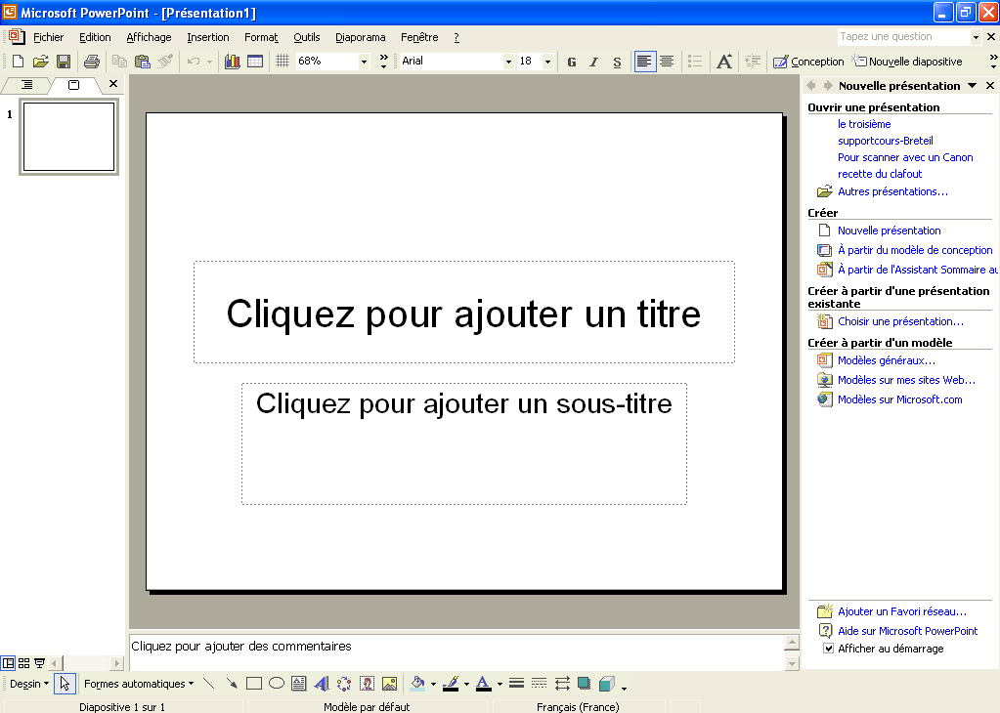 Microsoft PowerPoint - [Présentation1]
Fichier Edition Affichage Insertion Format Outils Diaporama Fenêtre ? Tapez une question
68% Arial 18 G I S A Conception Nouvelle diapositive
Nouvelle présentation
1
Ouvrir une présentation
le troisième
supportcours-Breteil
Pour scanner avec un Canon
recette du clafout
Autres présentations...
Créer
Nouvelle présentation
À partir du modèle de conception
À partir de l'Assistant Sommaire au
Créer à partir d'une présentation
existante
Choisir une présentation...
Créer à partir d'un modèle
Modèles généraux...
Modèles sur mes sites Web...
Modèles sur Microsoft.com
Cliquez pour ajouter un titre
Cliquez pour ajouter un sous-titre
Ajouter un Favori réseau...
Aide sur Microsoft PowerPoint
Afficher au démarrage
Cliquez pour ajouter des commentaires
Dessin Formes automatiques
Diapositive 1 sur 1 Modèle par défaut Français (France)